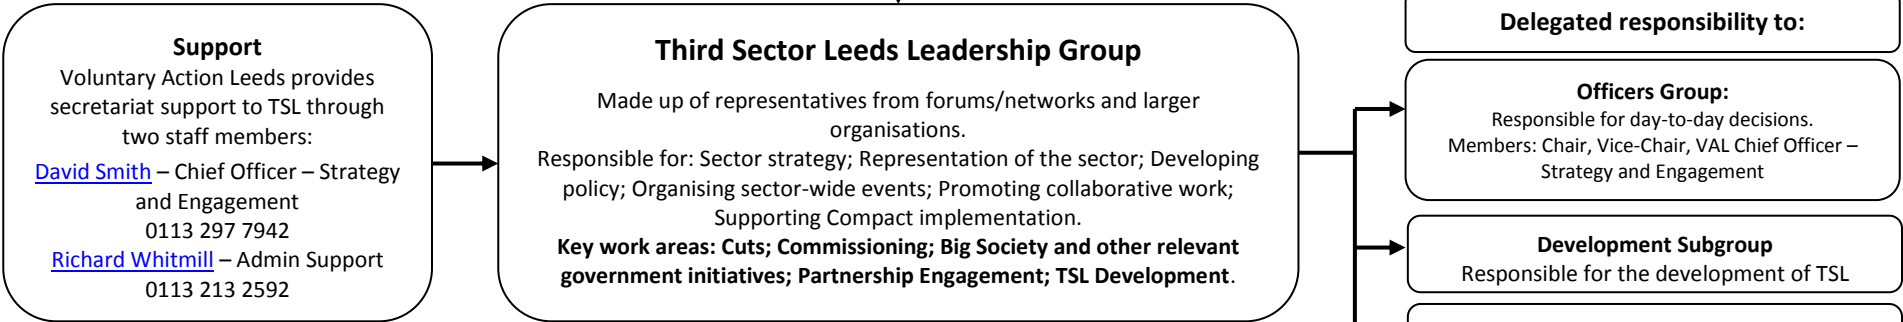 Support
Voluntary Action Leeds provides
secretariat support to TSL through
two staff members:
David Smith – Chief Officer – Strategy
and Engagement
0113 297 7942
Richard Whitmill – Admin Support
0113 213 2592
Third Sector Leeds Leadership Group
Made up of representatives from forums/networks and larger
organisations.
Responsible for: Sector strategy; Representation of the sector; Developing
policy; Organising sector-wide events; Promoting collaborative work;
Supporting Compact implementation.
Key work areas: Cuts; Commissioning; Big Society and other relevant
government initiatives; Partnership Engagement; TSL Development.
Delegated responsibility to:
Officers Group:
Responsible for day-to-day decisions.
Members: Chair, Vice-Chair, VAL Chief Officer –
Strategy and Engagement
Development Subgroup
Responsible for the development of TSL